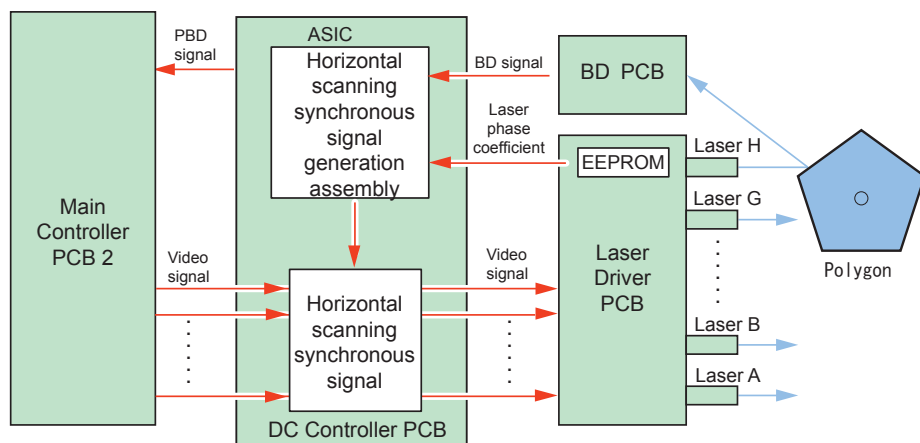 PBD
signal
Main
Controller
PCB 2
Video
signal
ASIC
Horizontal
scanning
synchronous
signal
generation
assembly
Horizontal
scanning
synchronous
signal
DC Controller PCB
BD signal
Laser
phase
coefficient
Video
signal
BD PCB
EEPROM
Laser
Driver
PCB
Laser H
Laser G
Laser B
Laser A
Polygon